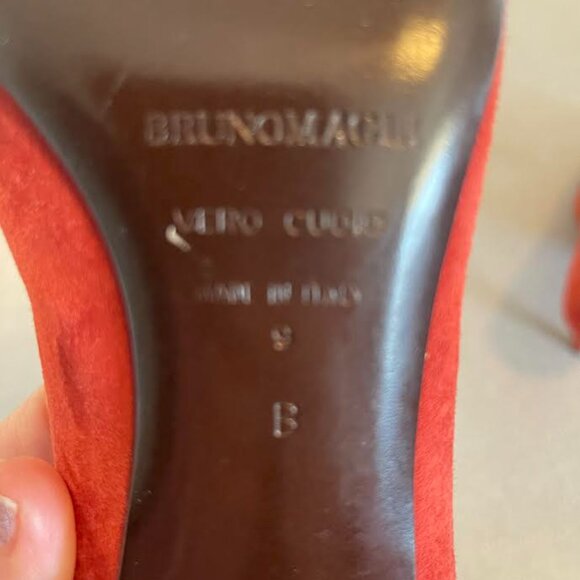 BRUNOMAGLI
VERO CUOIO
MADE IN ITALY
9
B